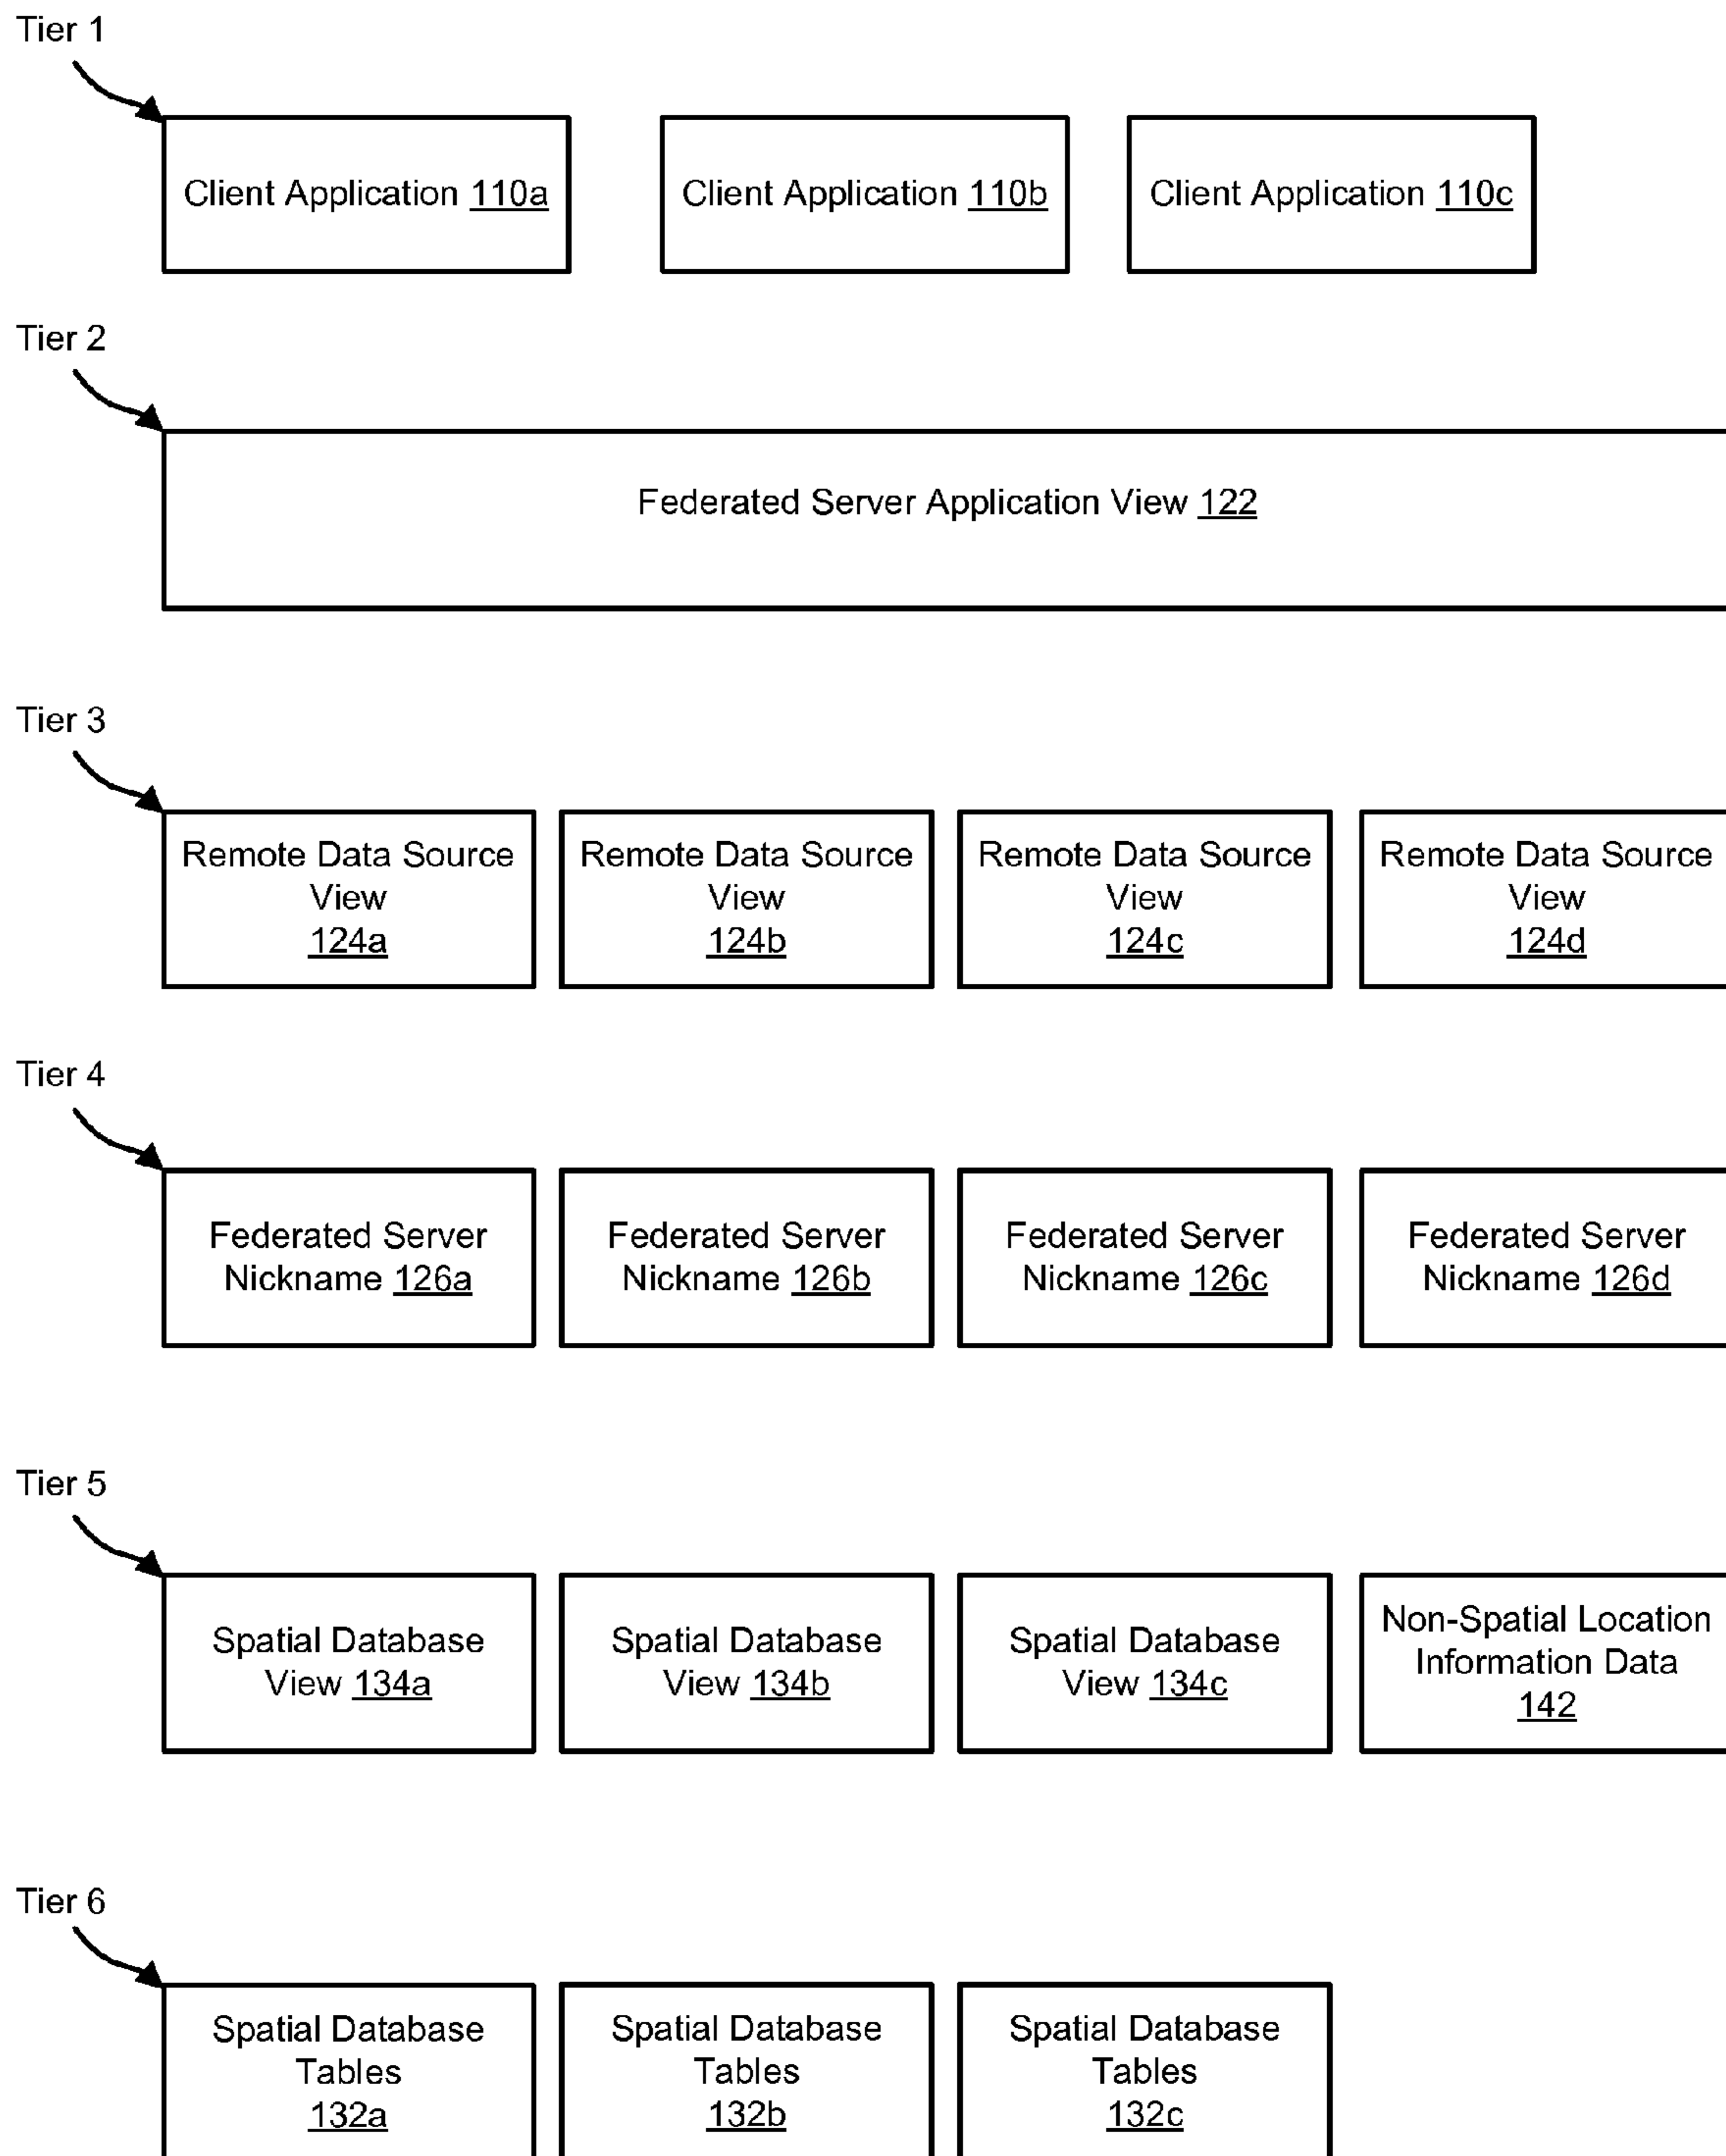 Tier 1
Client Application 110a
Client Application 110b
Client Application 110c
Tier 2
Federated Server Application View 122
Tier 3
Remote Data Source
View
124a
Remote Data Source
View
124b
Remote Data Source
View
124c
Remote Data Source
View
124d
Tier 4
Federated Server
Nickname 126a
Federated Server
Nickname 126b
Federated Server
Nickname 126c
Federated Server
Nickname 126d
Tier 5
Spatial Database
View 134a
Spatial Database
View 134b
Spatial Database
View 134c
Non-Spatial Location
Information Data
142
Tier 6
Spatial Database
Tables
132a
Spatial Database
Tables
132b
Spatial Database
Tables
132c